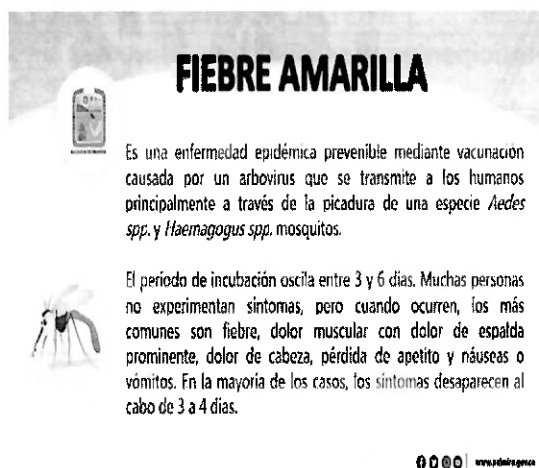 FIEBRE AMARILLA
Es una enfermedad epidémica prevenible mediante vacunación
causada por un arbovirus que se transmite a los humanos
principalmente a través de la picadura de una especie Aedes
spp. y Haemagogus spp. mosquitos.
El período de incubación oscila entre 3 y 6 días. Muchas personas
no experimentan síntomas, pero cuando ocurren, los más
comunes son fiebre, dolor muscular con dolor de espalda
prominente, dolor de cabeza, pérdida de apetito y náuseas o
vómitos. En la mayoría de los casos, los síntomas desaparecen al
cabo de 3 a 4 días.